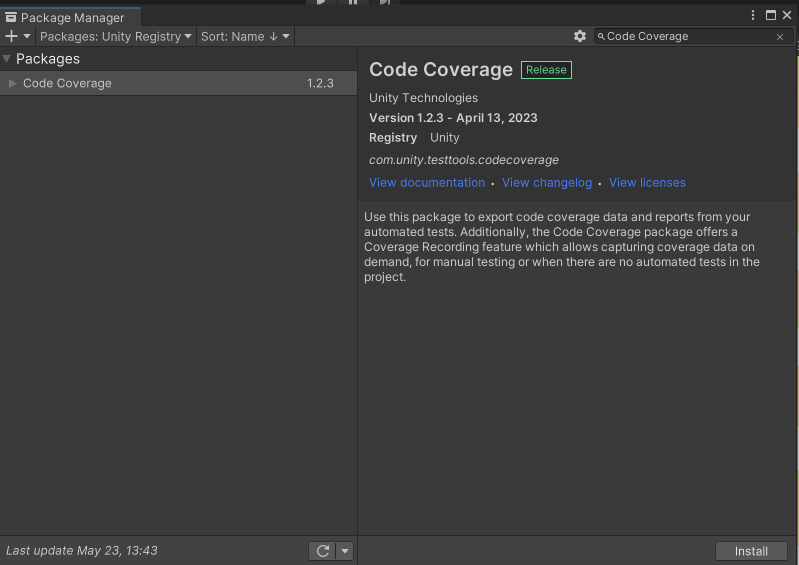 Package Manager
Packages: Unity Registry Sort: Name Code Coverage
Packages
Code Coverage 1.2.3
Code Coverage Release
Unity Technologies
Version 1.2.3 - April 13, 2023
Registry Unity
com.unity.testtools.codecoverage
View documentation • View changelog • View licenses
Use this package to export code coverage data and reports from your
automated tests. Additionally, the Code Coverage package offers a
Coverage Recording feature which allows capturing coverage data on
demand, for manual testing or when there are no automated tests in the
project.
Last update May 23, 13:43
Install